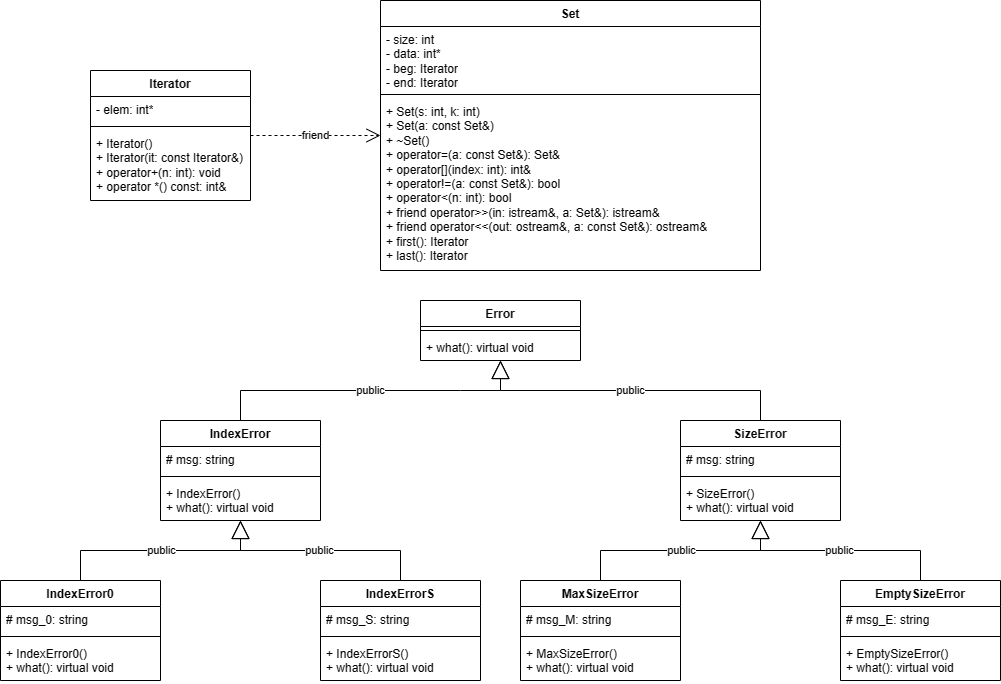 Set
- size: int
- data: int*
- beg: Iterator
- end: Iterator
+ Set(s: int, k: int)
+ Set(a: const Set&)
+ ~Set()
+ operator=(a: const Set&): Set&
+ operator[](index: int): int&
+ operator!=(a: const Set&): bool
+ operator<(n: int): bool
+ friend operator>>(in: istream&, a: Set&): istream&
+ friend operator<<(out: ostream&, a: const Set&): ostream&
+ first(): Iterator
+ last(): Iterator
Iterator
- elem: int*
+ Iterator()
+ Iterator(it: const Iterator&)
+ operator+(n: int): void
+ operator *() const: int&
friend
Error
+ what(): virtual void
public
public
IndexError
# msg: string
+ IndexError()
+ what(): virtual void
SizeError
# msg: string
+ SizeError()
+ what(): virtual void
public
public
public
public
IndexError0
# msg_0: string
+ IndexError0()
+ what(): virtual void
IndexErrorS
# msg_S: string
+ IndexErrorS()
+ what(): virtual void
MaxSizeError
# msg_M: string
+ MaxSizeError()
+ what(): virtual void
EmptySizeError
# msg_E: string
+ EmptySizeError()
+ what(): virtual void